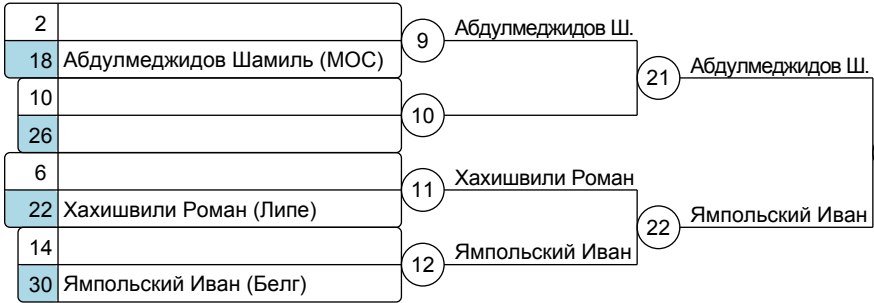 2
18 Абдулмеджидов Шамиль (МОС)
9
Абдулмеджидов Ш.
10
26
10
21
Абдулмеджидов Ш.
6
22 Хахишвили Роман (Липе)
11
Хахишвили Роман
14
30 Ямпольский Иван (Белг)
12
Ямпольский Иван
22
Ямпольский Иван